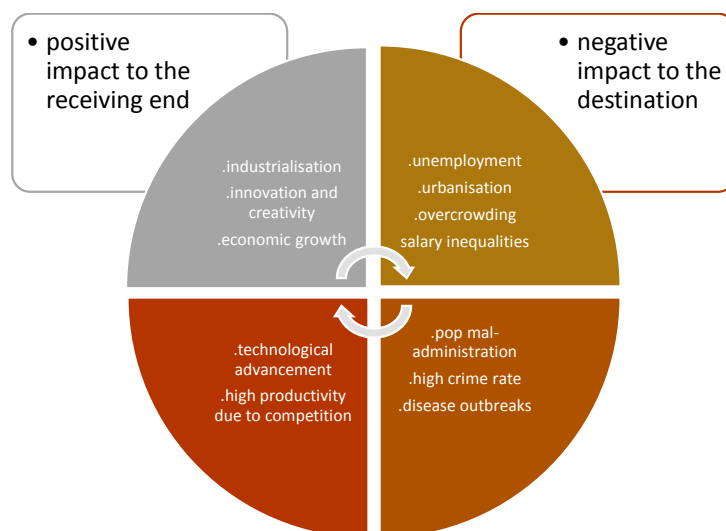 • positive
impact to the
receiving end
• negative
impact to the
destination
.industrialisation
.innovation and
creativity
.economic growth
.unemployment
.urbanisation
.overcrowding
salary inequalities
.technological
advancement
.high productivity
due to competition
.pop mal-
administration
.high crime rate
.disease outbreaks